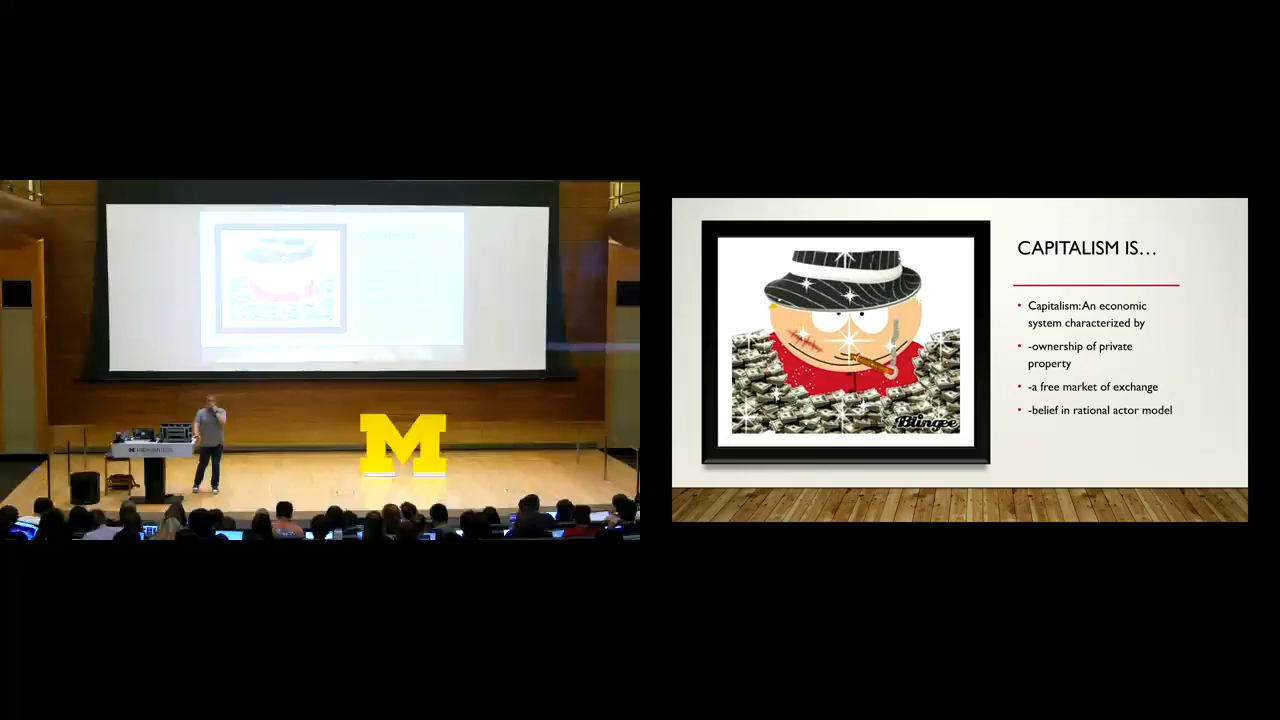 M
CAPITALISM IS...
• Capitalism: An economic
system characterized by
• -ownership of private
property
• -a free market of exchange
• -belief in rational actor model
Blingee